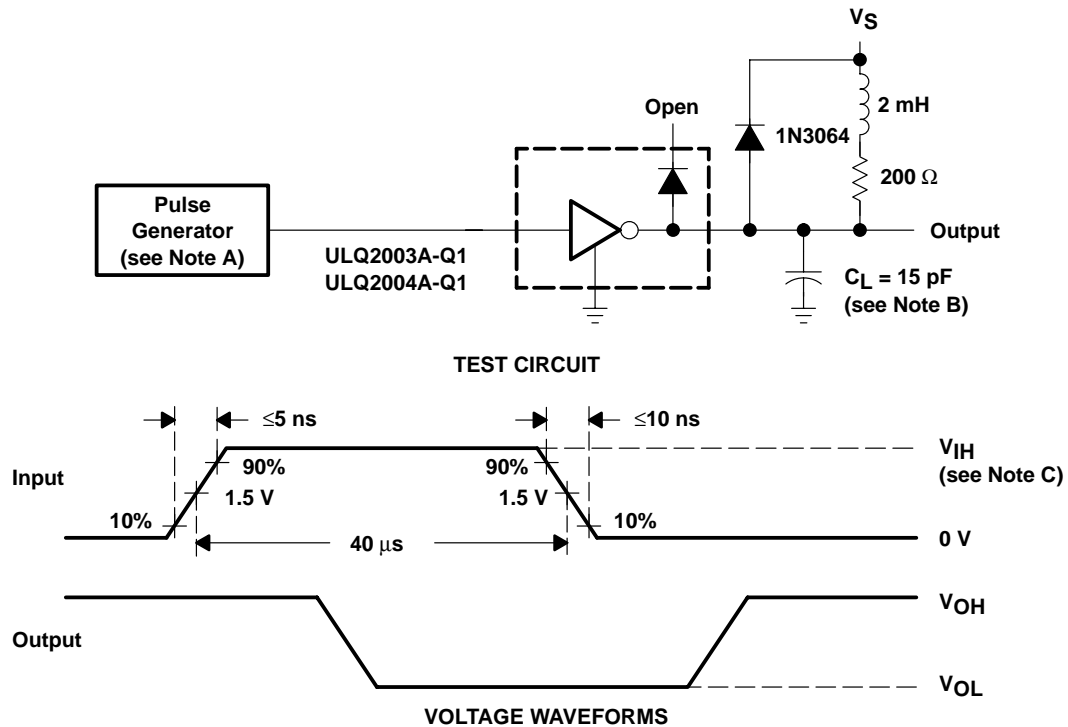 VS
2 mH
Open
1N3064
200 Ω
Pulse
Generator
(see Note A)
Output
ULQ2003A-Q1
ULQ2004A-Q1
CL = 15 pF
(see Note B)
TEST CIRCUIT
≤5 ns
≤10 ns
VIH
(see Note C)
Input
90%
90%
1.5 V
1.5 V
10%
10%
40 μs
0 V
VOH
Output
VOL
VOLTAGE WAVEFORMS